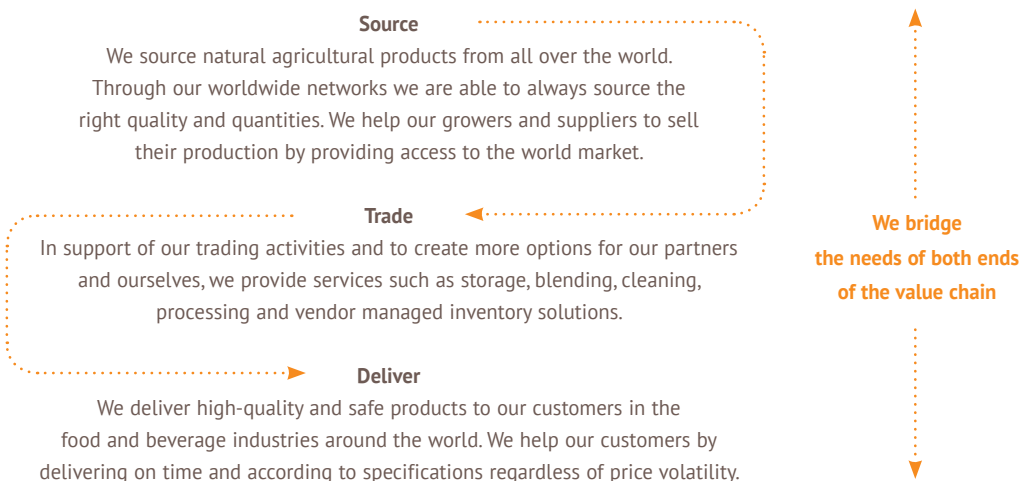 Source
We source natural agricultural products from all over the world.
Through our worldwide networks we are able to always source the
right quality and quantities. We help our growers and suppliers to sell
their production by providing access to the world market.
Trade
In support of our trading activities and to create more options for our partners
and ourselves, we provide services such as storage, blending, cleaning,
processing and vendor managed inventory solutions.
Deliver
We deliver high-quality and safe products to our customers in the
food and beverage industries around the world. We help our customers by
delivering on time and according to specifications regardless of price volatility.
We bridge
the needs of both ends
of the value chain